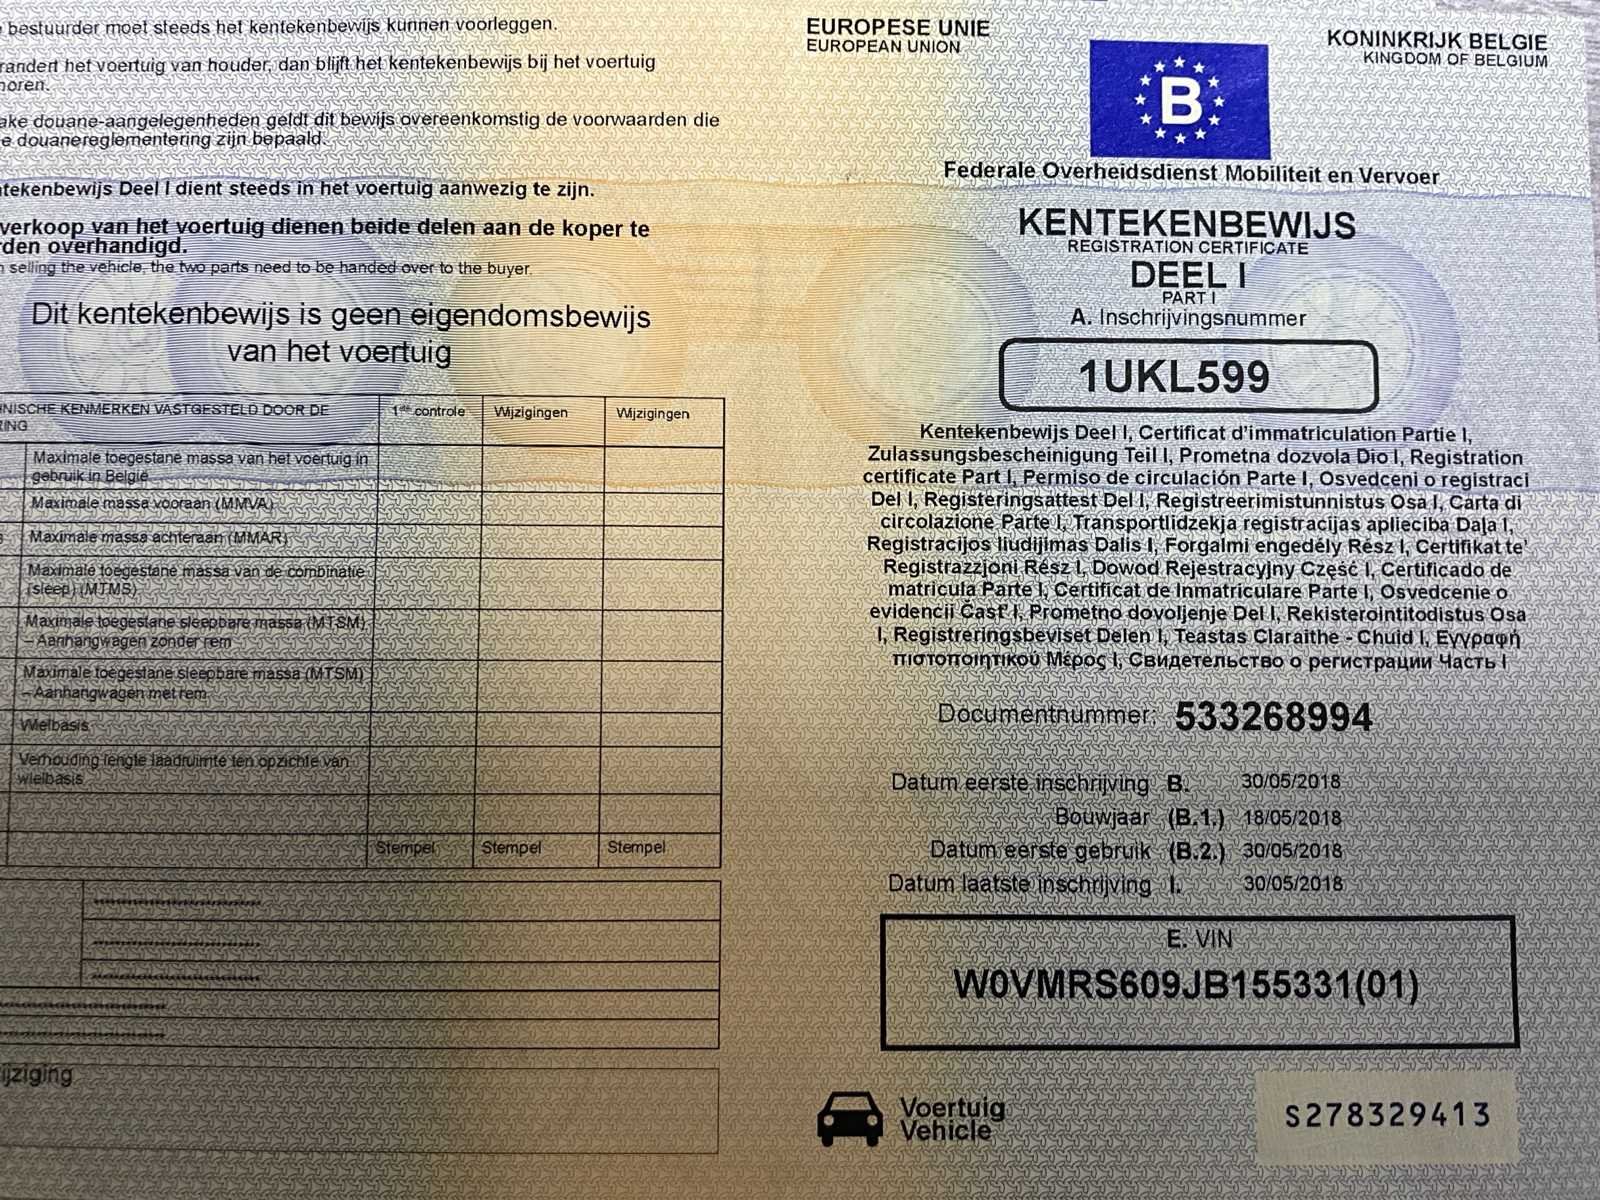 bestuurder moet steeds het kentekenbewijs kunnen voorleggen.
randert het voertuig van houder, dan blijft het kentekenbewijs bij het voertuig
horen.
ake douane-aangelegenheden geldt dit bewijs overeenkomstig de voorwaarden die
e douanereglementering zijn bepaald.
ntekenbewijs Deel I dient steeds in het voertuig aanwezig te zijn.
verkoop van het voertuig dienen beide delen aan de koper te
rden overhandigd.
n selling the vehicle, the two parts need to be handed over to the buyer.
Dit kentekenbewijs is geen eigendomsbewijs
van het voertuig
NISCHE KENMERKEN VASTGESTELD DOOR DE
RING
1ste controle
Wijzigingen
Wijzigingen
Maximale toegestane massa van het voertuig in
gebruik in België
Maximale massa vooraan (MMVA)
Maximale massa achteraan (MMAR)
Maximale toegestane massa van de combinatie
(sleep) (MTMS)
Maximale toegestane sleepbare massa (MTSM)
– Aanhangwagen zonder rem
Maximale toegestane sleepbare massa (MTSM)
– Aanhangwagen met rem
Wielbasis
Verhouding lengte laadruimte ten opzichte van
wielbasis
Stempel
Stempel
Stempel
ijziging
EUROPESE UNIE
EUROPEAN UNION
B
KONINKRIJK BELGIE
KINGDOM OF BELGIUM
Federale Overheidsdienst Mobiliteit en Vervoer
KENTEKENBEWIJS
REGISTRATION CERTIFICATE
DEEL I
PART I
A. Inschrijvingsnummer
1UKL599
Kentekenbewijs Deel I, Certificat d'immatriculation Partie I,
Zulassungsbescheinigung Teil I, Prometna dozvola Dio I, Registration
certificate Part I, Permiso de circulación Parte I, Osvedceni o registraci
Del I, Registeringsattest Del I, Registreerimistunnistus Osa I, Carta di
circolazione Parte I, Transportlidzekja registracijas aplieciba Daļa I,
Registracijos liudijimas Dalis I, Forgalmi engedély Rész I, Certifikat te'
Registrazzjoni Rész I, Dowod Rejestracyjny Część I, Certificado de
matricula Parte I, Certificat de Inmatriculare Parte I, Osvedcenie o
evidencii Časť I, Prometno dovoljenje Del I, Rekisterointitodistus Osa
I, Registreringsbeviset Delen I, Teastas Claraithe - Chuid I, Εγγραφή
πιστοποιητικού Μέρος I, Свидетельство о регистрации Часть I
Documentnummer: 533268994
Datum eerste inschrijving B. 30/05/2018
Bouwjaar (B.1.) 18/05/2018
Datum eerste gebruik (B.2.) 30/05/2018
Datum laatste inschrijving I. 30/05/2018
E. VIN
W0VMRS609JB155331(01)
Voertuig
Vehicle
S278329413